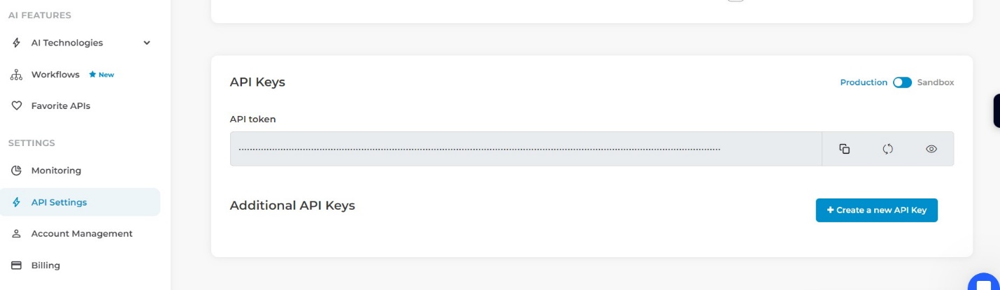 AI FEATURES
AI Technologies
Workflows New
Favorite APIs
SETTINGS
Monitoring
API Settings
Account Management
Billing
API Keys
Production Sandbox
API token
Additional API Keys
+ Create a new API Key